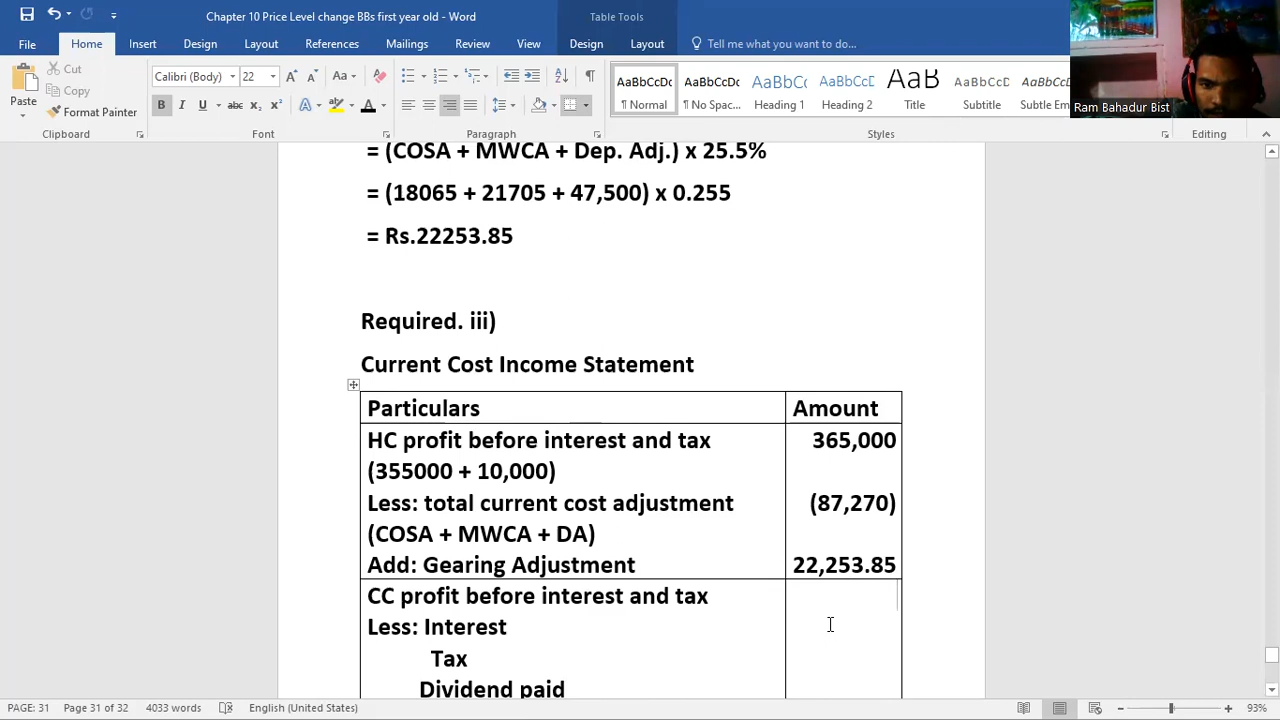 Chapter 10 Price Level change BBs first year old - Word
Table Tools
File Home Insert Design Layout References Mailings Review View Design Layout Tell me what you want to do...
Cut
Copy
Format Painter
Paste
Calibri (Body) 22
AaBbCcDc ¶ Normal
AaBbCcDc ¶ No Spac...
AaBbC Heading 1
AaBbCcD Heading 2
AaB Title
AaBbCcD Subtitle
AaBbCcDc Subtle Em
Clipboard Font Paragraph Styles Editing
Ram Bahadur Bist
= (COSA + MWCA + Dep. Adj.) x 25.5%
= (18065 + 21705 + 47,500) x 0.255
= Rs.22253.85
Required. iii)
Current Cost Income Statement
Particulars Amount
HC profit before interest and tax 365,000
(355000 + 10,000)
Less: total current cost adjustment (87,270)
(COSA + MWCA + DA)
Add: Gearing Adjustment 22,253.85
CC profit before interest and tax
Less: Interest
Tax
Dividend paid
PAGE: 31 Page 31 of 32 4033 words English (United States) 93%